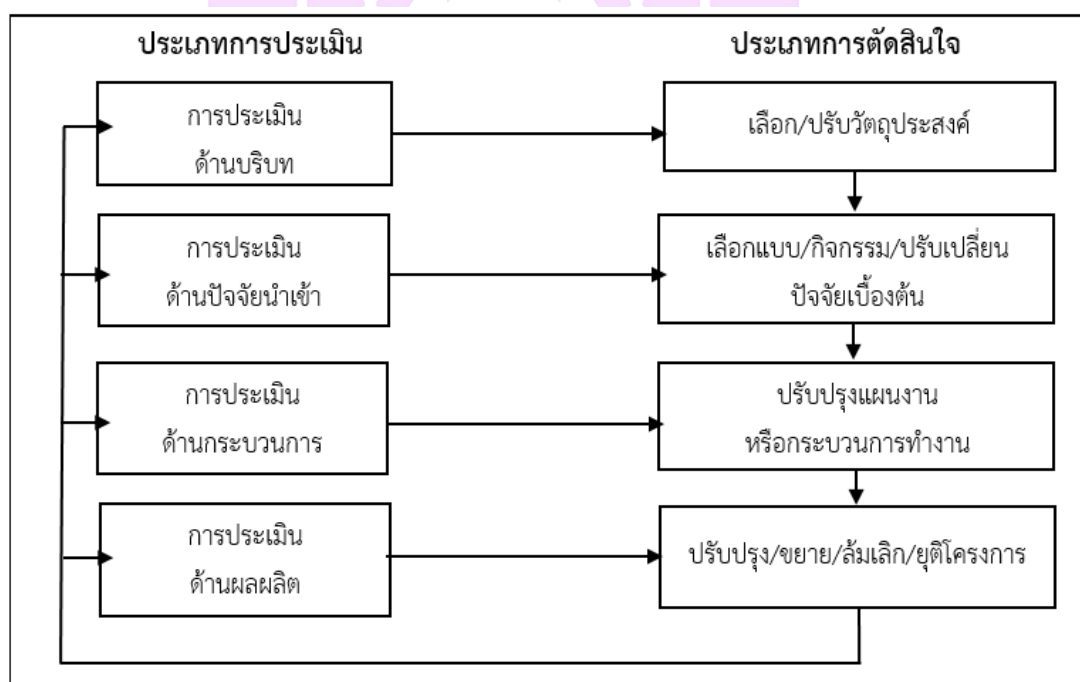 ประเภทการประเมิน
ประเภทการตัดสินใจ
การประเมิน
ด้านบริบท
เลือก/ปรับวัตถุประสงค์
การประเมิน
ด้านปัจจัยนำเข้า
เลือกแบบ/กิจกรรม/ปรับเปลี่ยน
ปัจจัยเบื้องต้น
การประเมิน
ด้านกระบวนการ
ปรับปรุงแผนงาน
หรือกระบวนการทำงาน
การประเมิน
ด้านผลผลิต
ปรับปรุง/ขยาย/ล้มเลิก/ยุติโครงการ